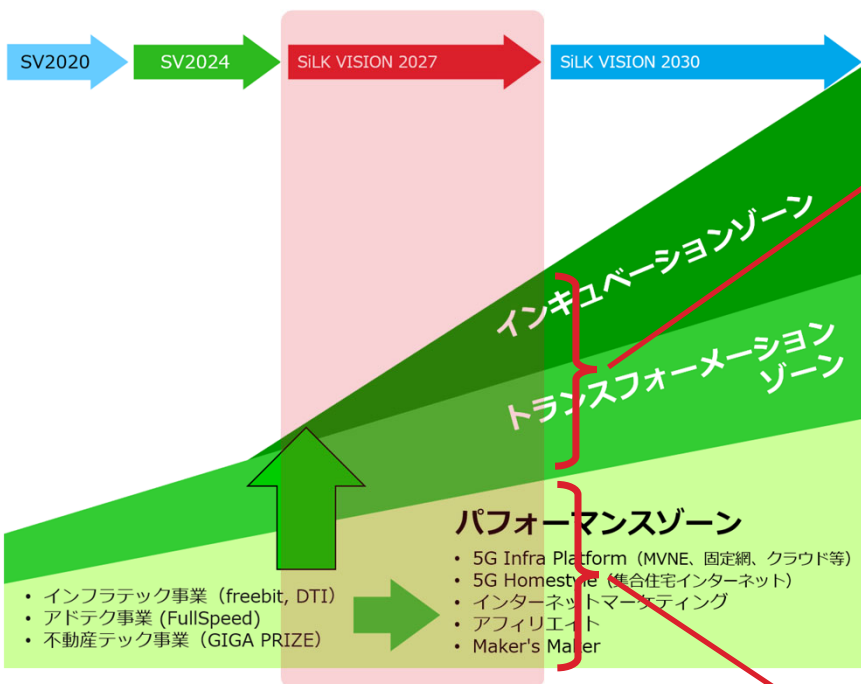 SV2020
SV2024
SiLK VISION 2027
SiLK VISION 2030
インキュベーションゾーン
トランスフォーメーション
ゾーン
パフォーマンスゾーン
• 5G Infra Platform（MVNE、固定網、クラウド等）
• 5G Homestyle（集合住宅インターネット）
• インターネットマーケティング
• アフィリエイト
• Maker's Maker
• インフラテック事業（freebit, DTI）
• アドテク事業 (FullSpeed)
• 不動産テック事業（GIGA PRIZE）